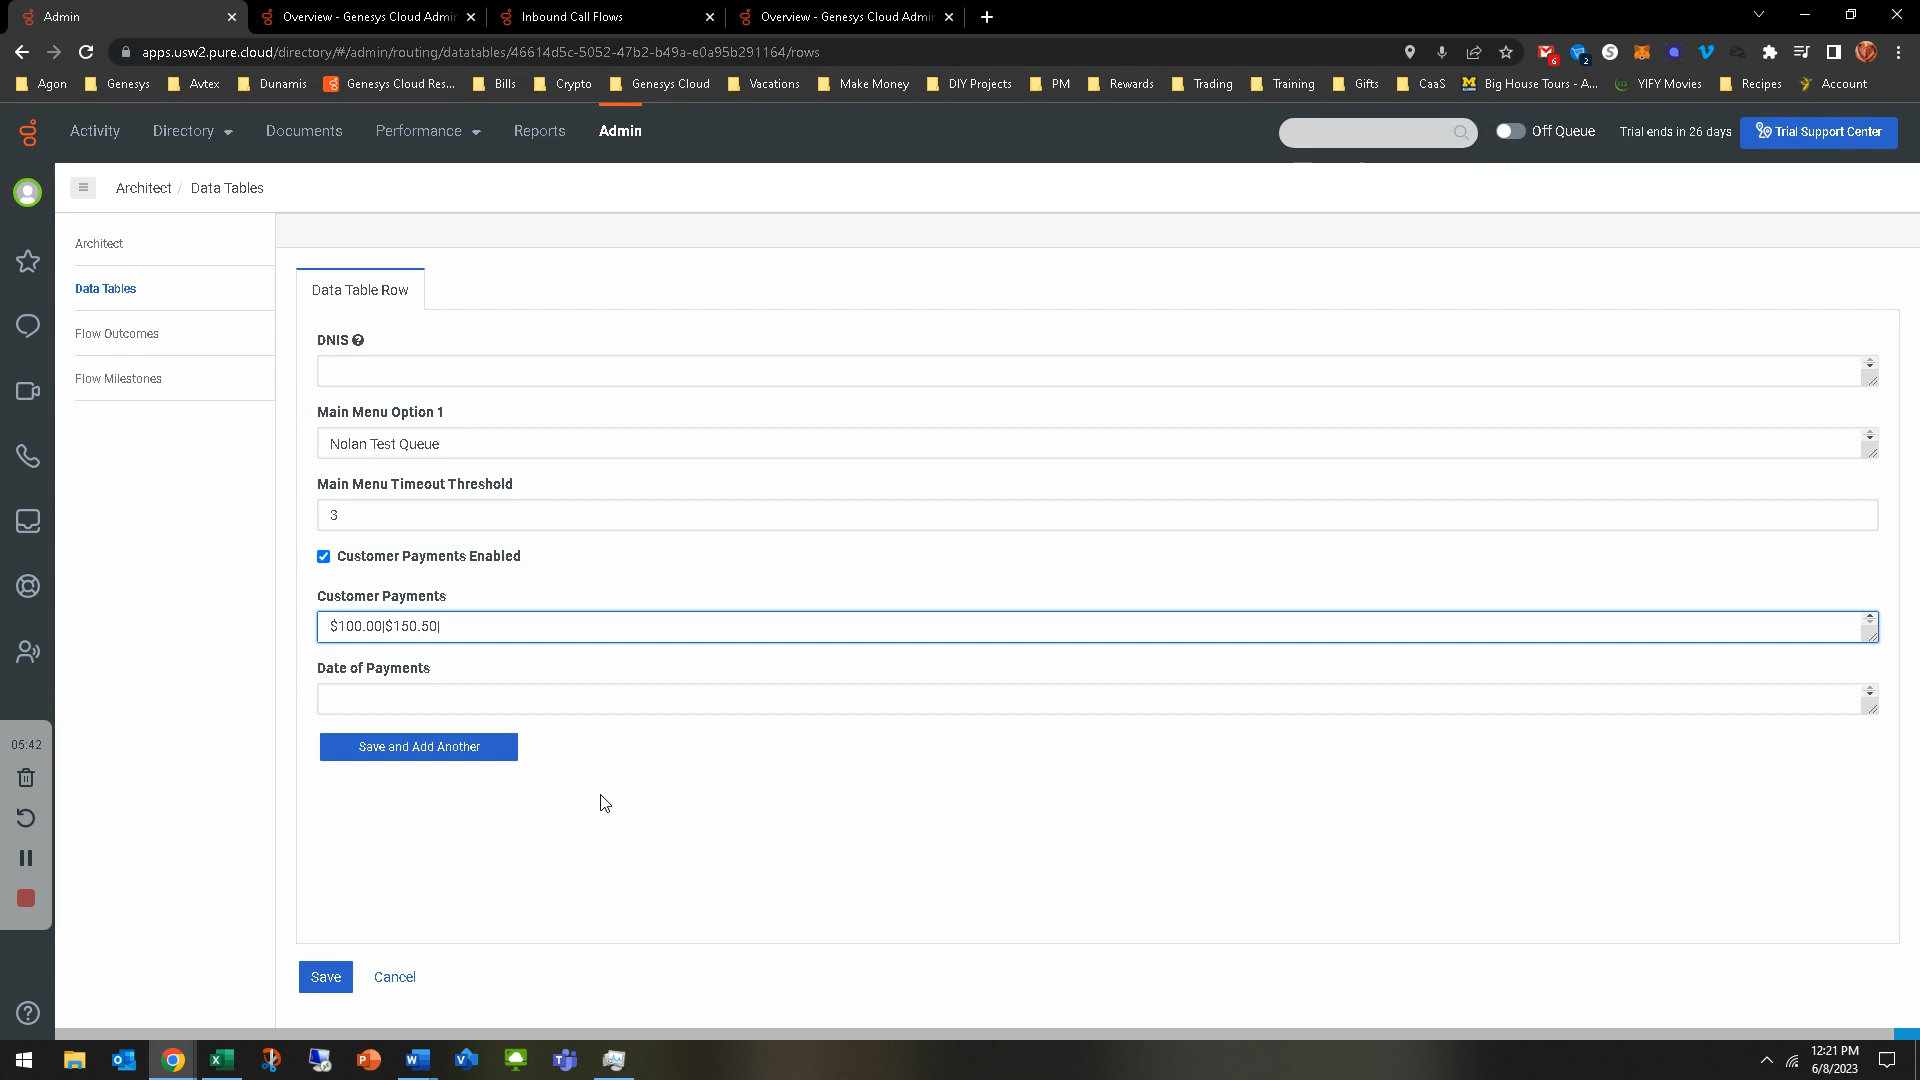 Admin
Overview - Genesys Cloud Admin
Inbound Call Flows
Overview - Genesys Cloud Admin
apps.usw2.pure.cloud/directory/#/admin/routing/datatables/46614d5c-5052-47b2-b49a-e0a95b291164/rows
6
2
Agon
Genesys
Avtex
Dunamis
Genesys Cloud Res...
Bills
Crypto
Genesys Cloud
Vacations
Make Money
DIY Projects
PM
Rewards
Trading
Training
Gifts
CaaS
Big House Tours - A...
YIFY Movies
Recipes
Account
Activity
Directory
Documents
Performance
Reports
Admin
Off Queue
Trial ends in 26 days
Trial Support Center
Architect / Data Tables
Architect
Data Tables
Flow Outcomes
Flow Milestones
Data Table Row
DNIS
Main Menu Option 1
Nolan Test Queue
Main Menu Timeout Threshold
3
Customer Payments Enabled
Customer Payments
$100.00|$150.50|
Date of Payments
Save and Add Another
05:42
Save
Cancel
12:21 PM
6/8/2023